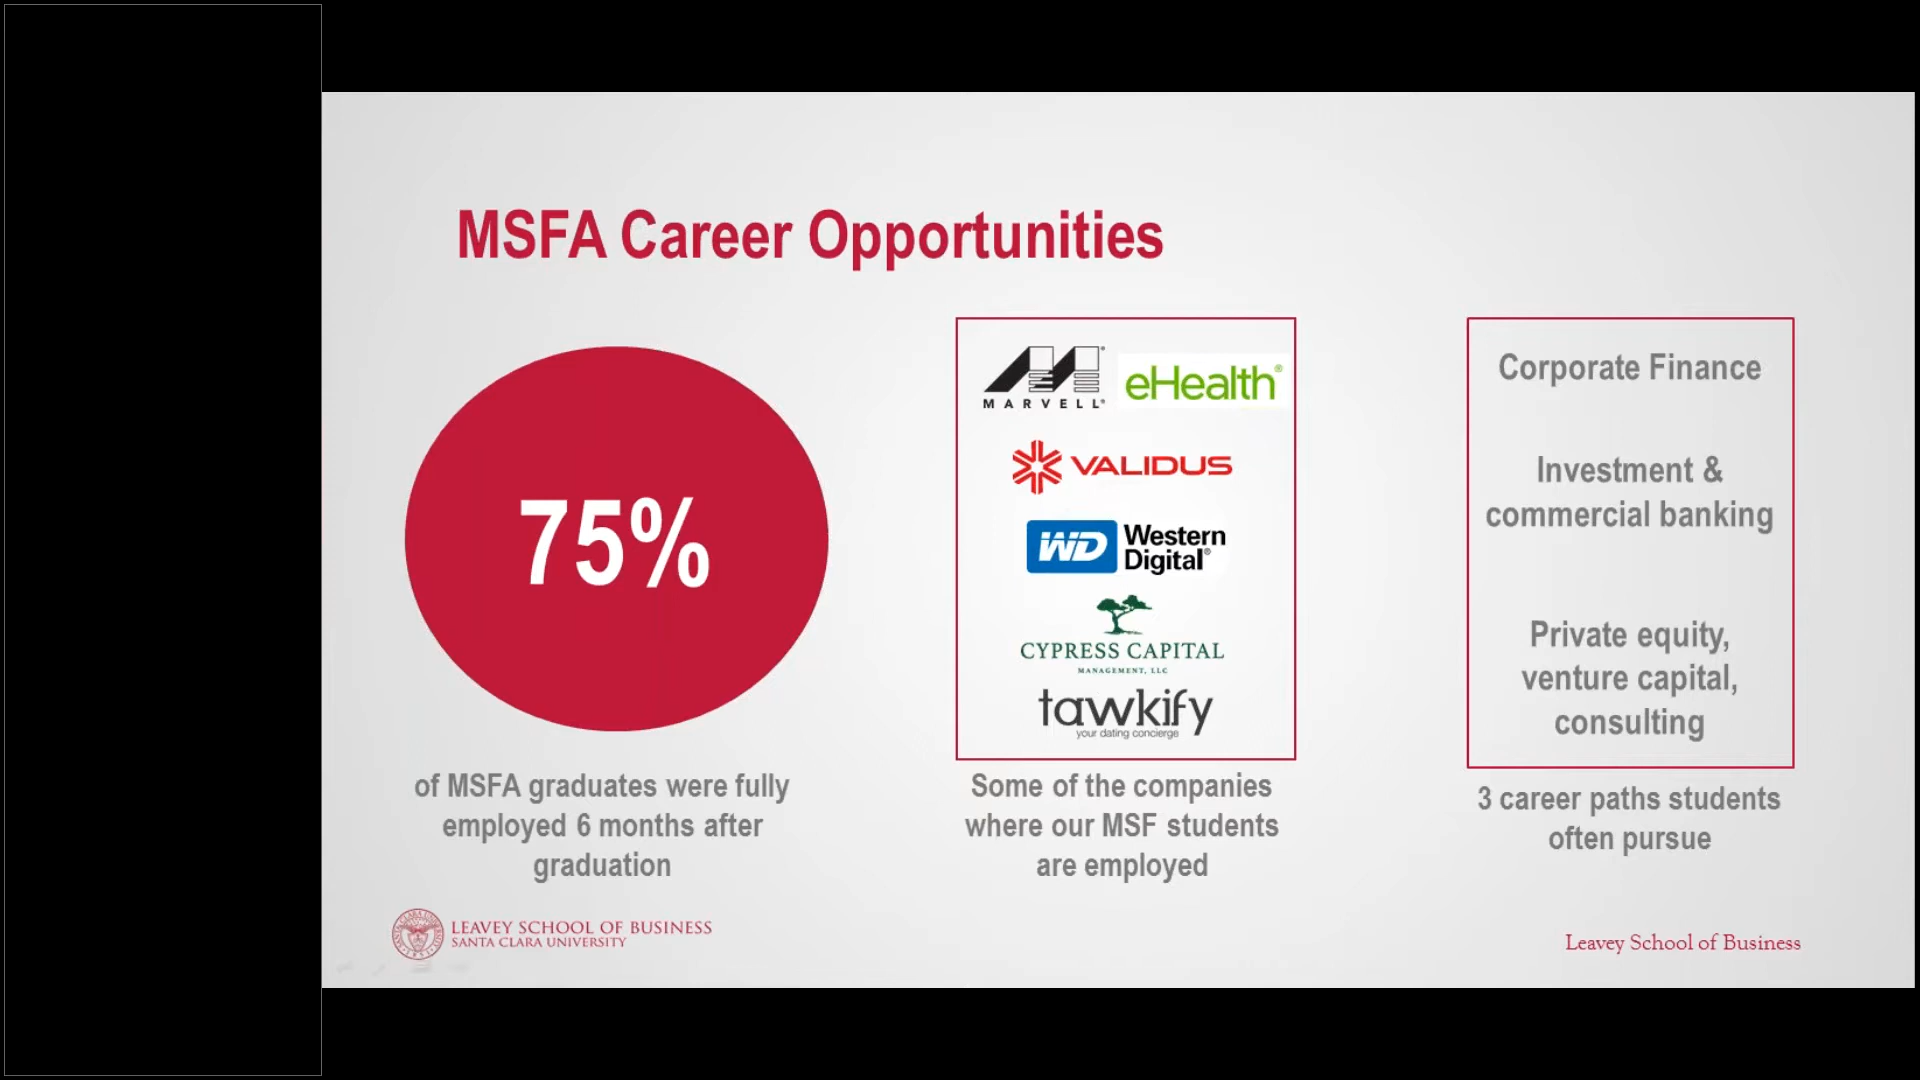 MSFA Career Opportunities
75%
of MSFA graduates were fully
employed 6 months after
graduation
MARVELL®
eHealth®
VALIDUS
WD Western
Digital®
CYPRESS CAPITAL
MANAGEMENT, LLC
tawkify
your dating concierge
Some of the companies
where our MSF students
are employed
Corporate Finance
Investment &
commercial banking
Private equity,
venture capital,
consulting
3 career paths students
often pursue
LEAVEY SCHOOL OF BUSINESS
SANTA CLARA UNIVERSITY
Leavey School of Business